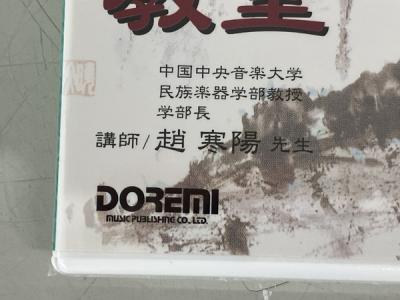 教室
中国中央音楽大学
民族楽器学部教授
学部長
講師/趙寒陽先生
DOREMI
MUSIC PUBLISHING CO., LTD.